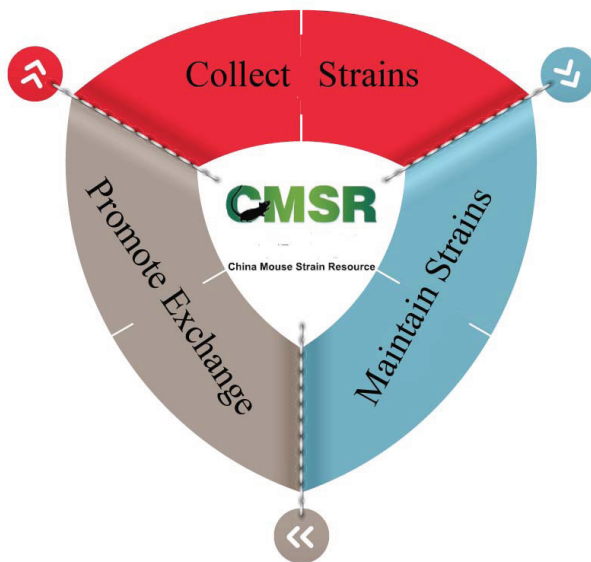 Collect Strains
Promote Exchange
CMSR
China Mouse Strain Resource
Maintain Strains